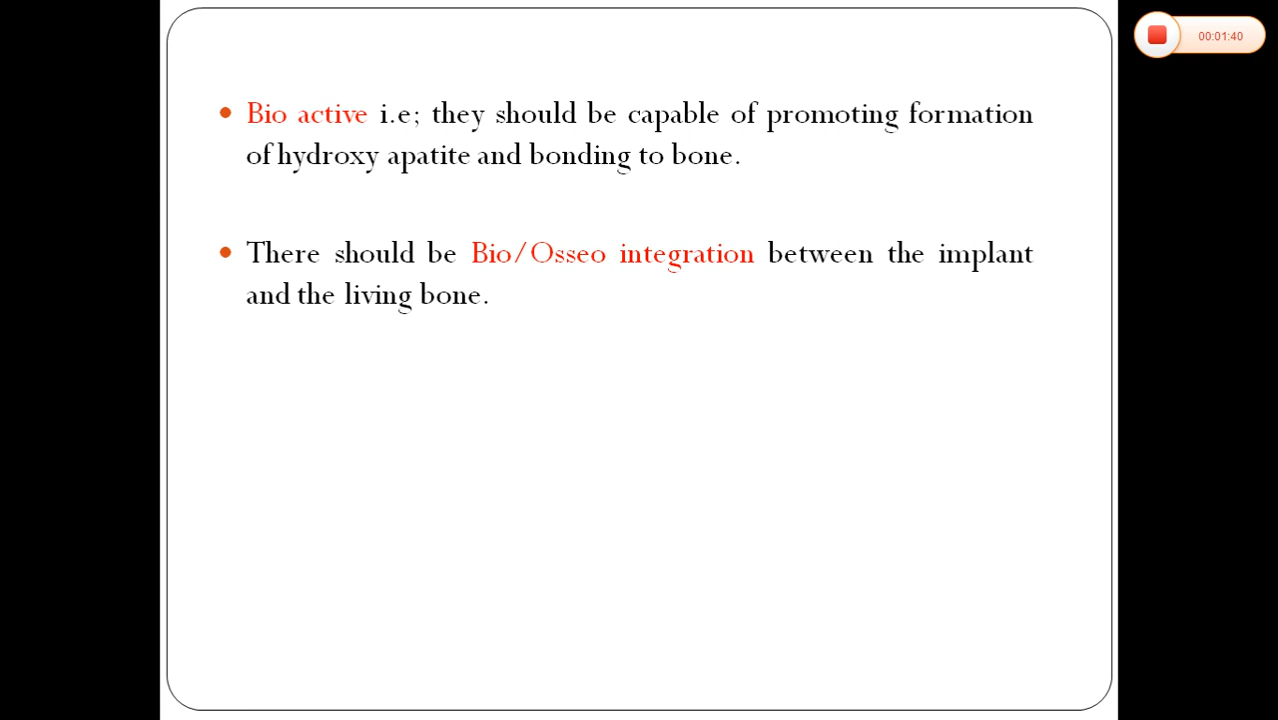 00:01:40
Bio active i.e; they should be capable of promoting formation
of hydroxy apatite and bonding to bone.
There should be Bio/Osseo integration between the implant
and the living bone.